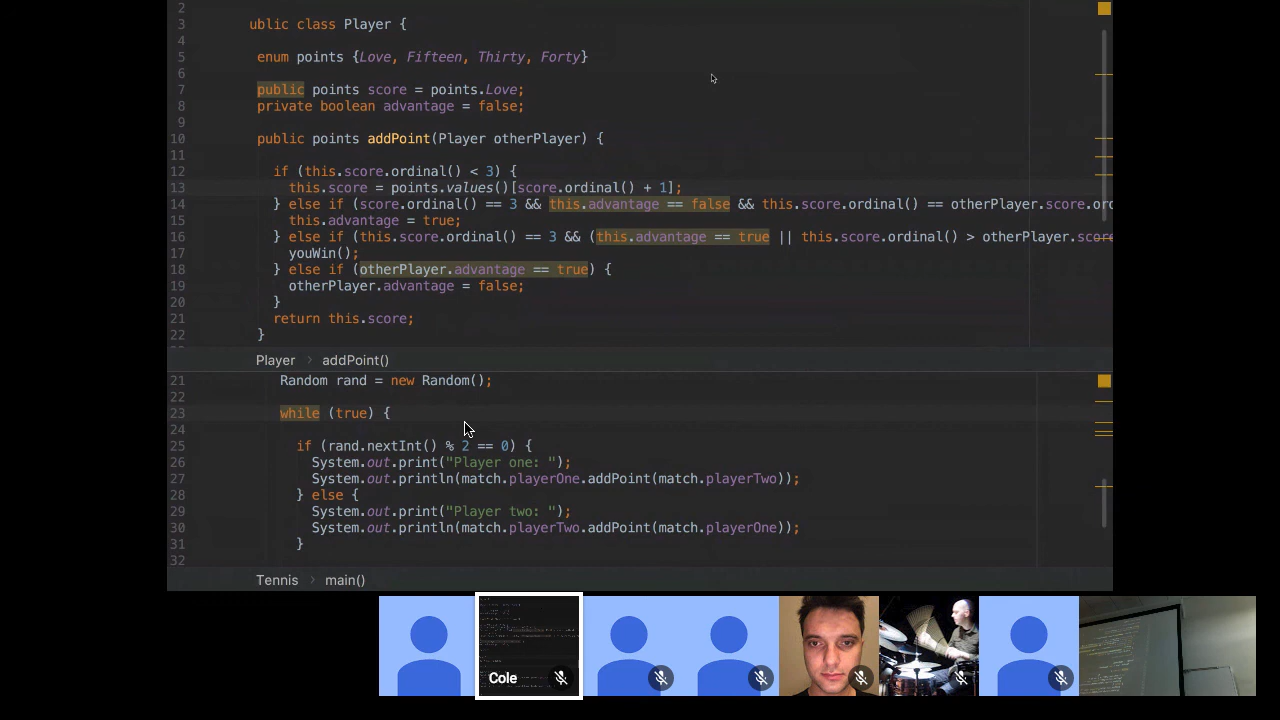 2
3 ublic class Player {
4
5 enum points {Love, Fifteen, Thirty, Forty}
6
7 public points score = points.Love;
8 private boolean advantage = false;
9
10 public points addPoint(Player otherPlayer) {
11
12 if (this.score.ordinal() < 3) {
13 this.score = points.values()[score.ordinal() + 1];
14 } else if (score.ordinal() == 3 && this.advantage == false && this.score.ordinal() == otherPlayer.score.ord
15 this.advantage = true;
16 } else if (this.score.ordinal() == 3 && (this.advantage == true || this.score.ordinal() > otherPlayer.score
17 youWin();
18 } else if (otherPlayer.advantage == true) {
19 otherPlayer.advantage = false;
20 }
21 return this.score;
22 }
Player > addPoint()
21 Random rand = new Random();
22
23 while (true) {
24
25 if (rand.nextInt() % 2 == 0) {
26 System.out.print("Player one: ");
27 System.out.println(match.playerOne.addPoint(match.playerTwo));
28 } else {
29 System.out.print("Player two: ");
30 System.out.println(match.playerTwo.addPoint(match.playerOne));
31 }
32
Tennis > main()
Cole